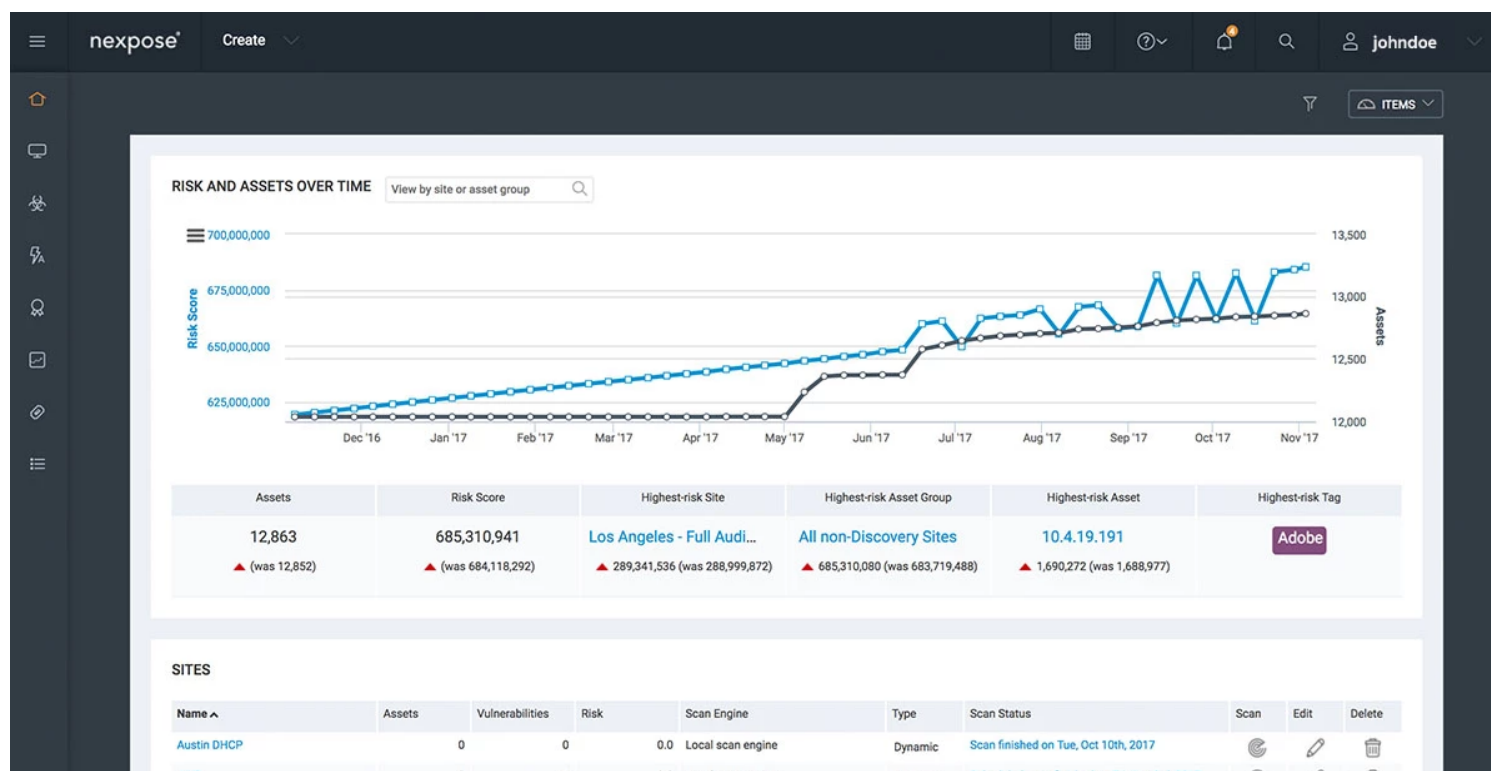 nexpose Create 4 johndoe
ITEMS
RISK AND ASSETS OVER TIME View by site or asset group
700,000,000 13,500
675,000,000 13,000
Risk Score Assets
650,000,000 12,500
625,000,000 12,000
Dec '16 Jan '17 Feb '17 Mar '17 Apr '17 May '17 Jun '17 Jul '17 Aug '17 Sep '17 Oct '17 Nov '17
Assets Risk Score Highest-risk Site Highest-risk Asset Group Highest-risk Asset Highest-risk Tag
12,863 685,310,941 Los Angeles - Full Audi... All non-Discovery Sites 10.4.19.191 Adobe
(was 12,852) (was 684,118,292) 289,341,536 (was 288,999,872) 685,310,080 (was 683,719,488) 1,690,272 (was 1,688,977)
SITES
Name Assets Vulnerabilities Risk Scan Engine Type Scan Status Scan Edit Delete
Austin DHCP 0 0 0.0 Local scan engine Dynamic Scan finished on Tue, Oct 10th, 2017